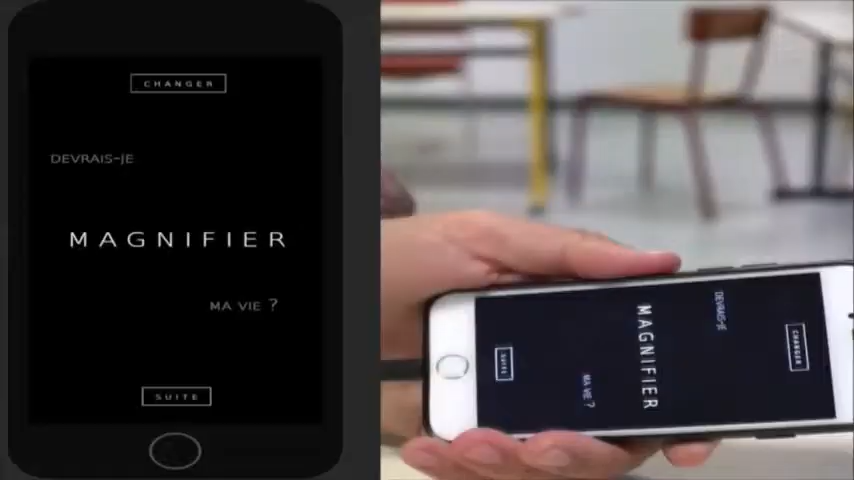 CHANGER
DEVRAIS-JE
MAGNIFIER
MA VIE ?
SUITE
CHANGER
DEVRAIS-JE
MAGNIFIER
MA VIE ?
SUITE